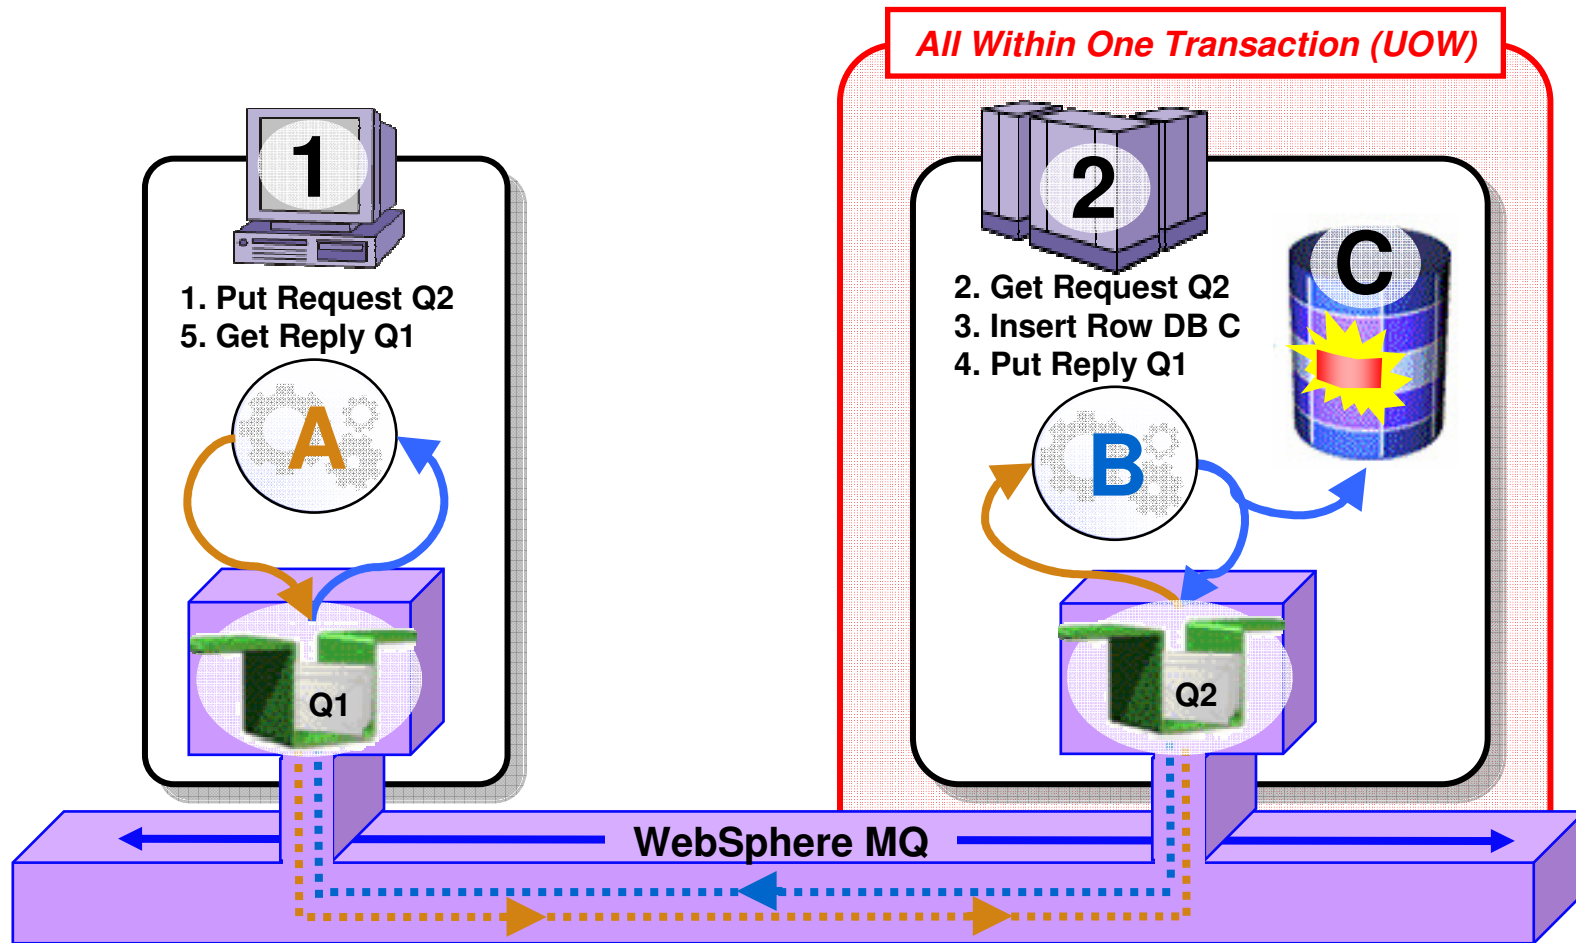 All Within One Transaction (UOW)
1
1. Put Request Q2
5. Get Reply Q1
A
Q1
2
2. Get Request Q2
3. Insert Row DB C
4. Put Reply Q1
C
B
Q2
WebSphere MQ